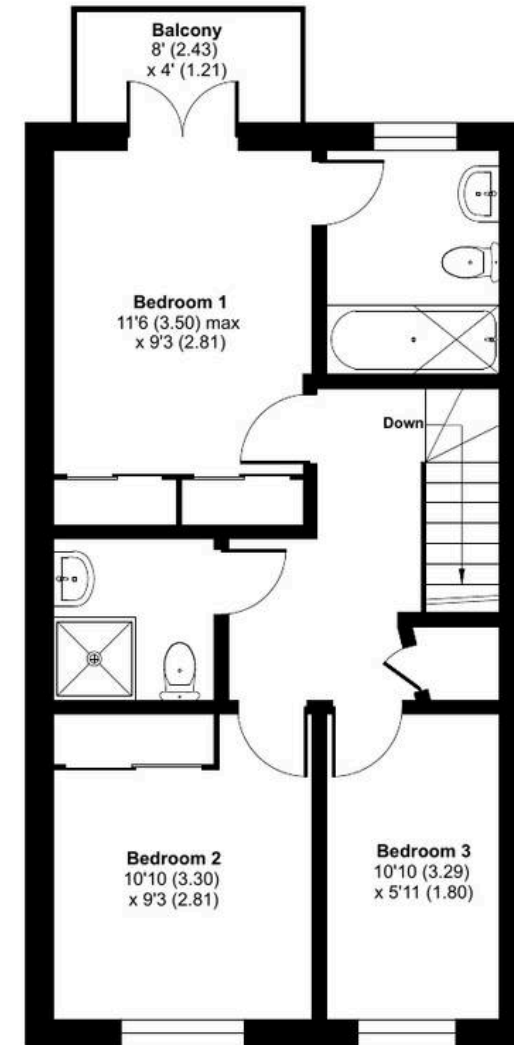 Balcony
8' (2.43)
x 4' (1.21)
Bedroom 1
11'6 (3.50) max
x 9'3 (2.81)
Down
Bedroom 2
10'10 (3.30)
x 9'3 (2.81)
Bedroom 3
10'10 (3.29)
x 5'11 (1.80)